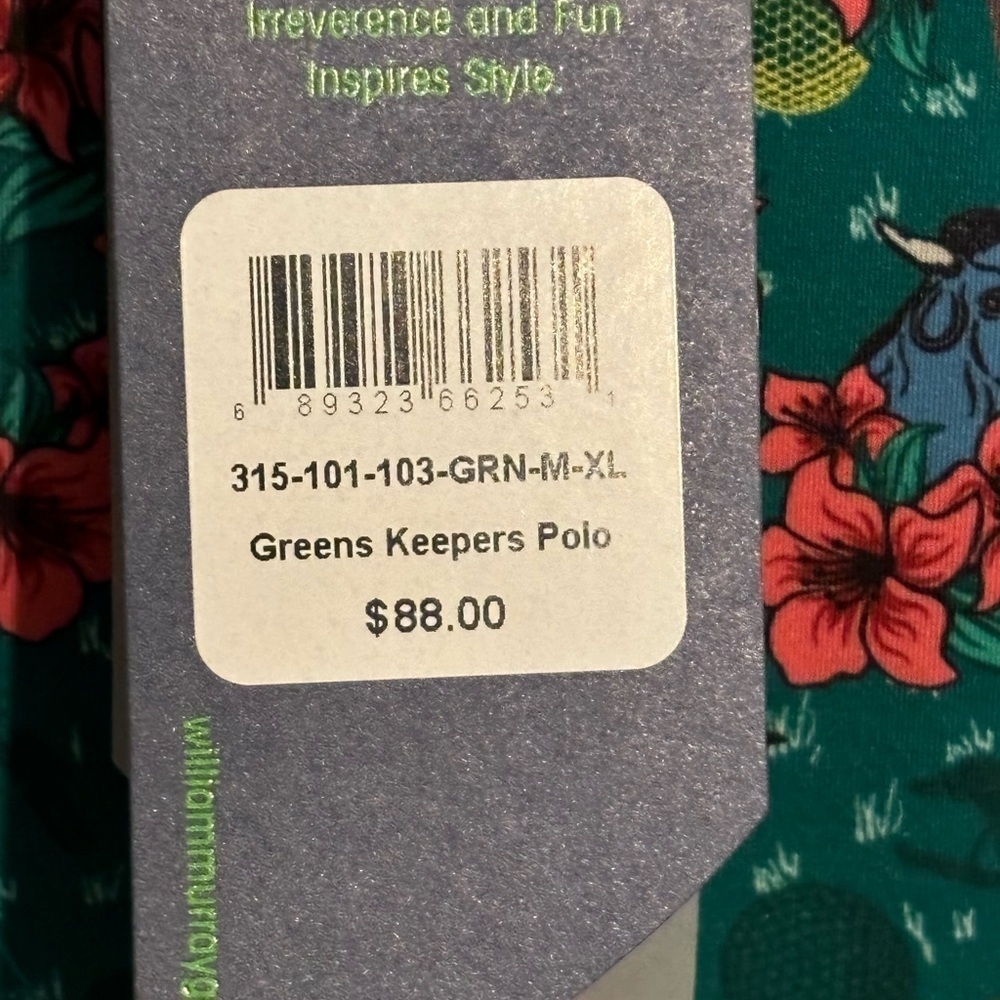 Irreverence and Fun
Inspires Style.
6 89323 66253 1
315-101-103-GRN-M-XL
Greens Keepers Polo
$88.00
williammurrayg